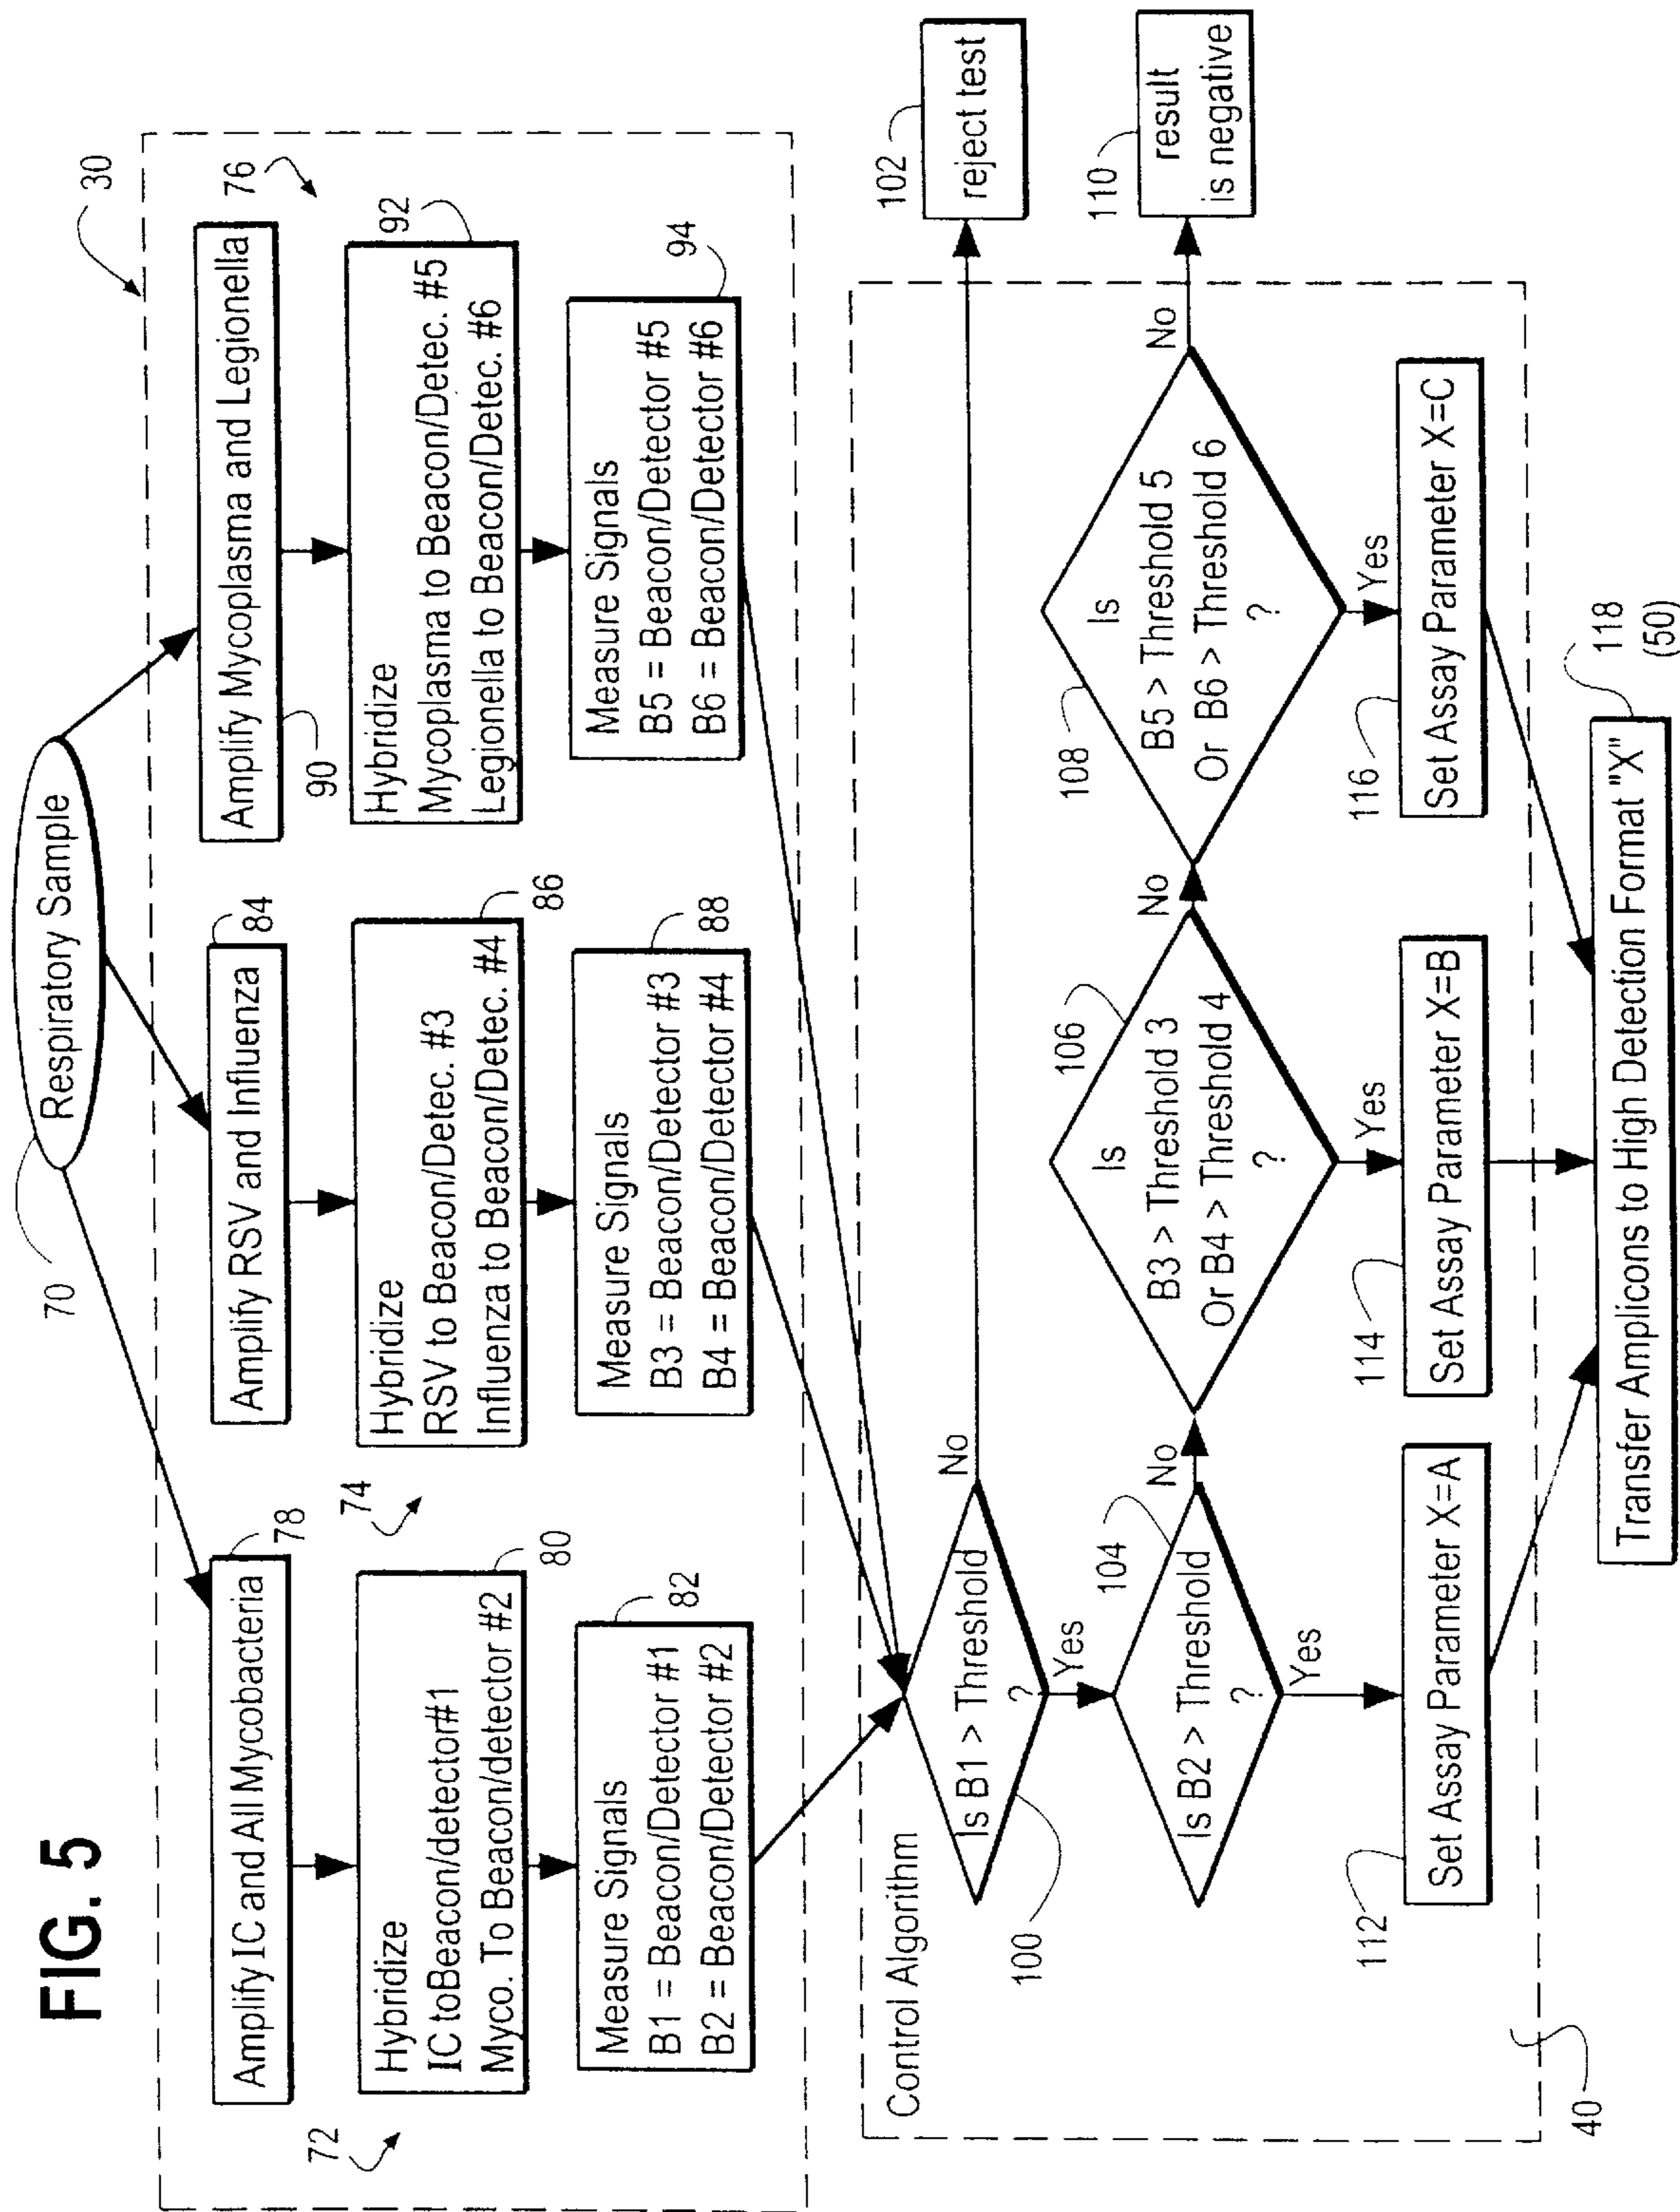 FIG. 5
Respiratory Sample
70
30
72
Amplify IC and All Mycobacteria
78
Hybridize
IC toBeacon/detector#1
Myco. To Beacon/detector #2
80
Measure Signals
B1 = Beacon/Detector #1
B2 = Beacon/Detector #2
82
74
Amplify RSV and Influenza
84
Hybridize
RSV to Beacon/Detec. #3
Influenza to Beacon/Detec. #4
86
Measure Signals
B3 = Beacon/Detector #3
B4 = Beacon/Detector #4
88
76
Amplify Mycoplasma and Legionella
90
Hybridize
Mycoplasma to Beacon/Detec. #5
Legionella to Beacon/Detec. #6
92
Measure Signals
B5 = Beacon/Detector #5
B6 = Beacon/Detector #6
94
Control Algorithm
40
Is B1 > Threshold
?
100
No
Yes
reject test
102
Is B2 > Threshold
?
104
No
Yes
Is
B3 > Threshold 3
Or B4 > Threshold 4
?
106
No
Yes
Is
B5 > Threshold 5
Or B6 > Threshold 6
?
108
No
Yes
result
is negative
110
Set Assay Parameter X=A
112
Set Assay Parameter X=B
114
Set Assay Parameter X=C
116
Transfer Amplicons to High Detection Format "X"
118
(50)